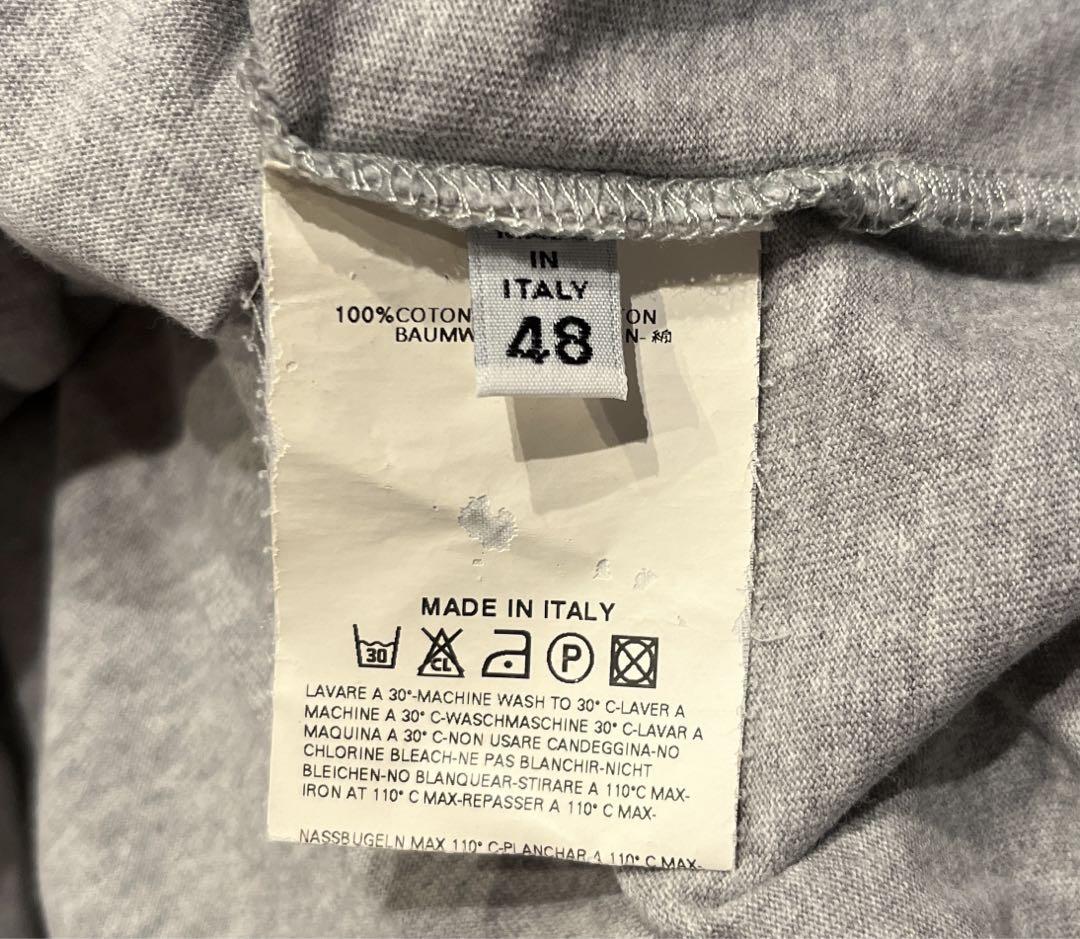 IN
ITALY
48
100%COTON ON
BAUMW N- 綿
MADE IN ITALY
30 CL P
LAVARE A 30°-MACHINE WASH TO 30° C-LAVER A
MACHINE A 30° C-WASCHMASCHINE 30° C-LAVAR A
MAQUINA A 30° C-NON USARE CANDEGGINA-NO
CHLORINE BLEACH-NE PAS BLANCHIR-NICHT
BLEICHEN-NO BLANQUEAR-STIRARE A 110°C MAX-
IRON AT 110° C MAX-REPASSER A 110° C MAX-
NASSBUGELN MAX 110° C-PLANCHAR A 110° C MAX-